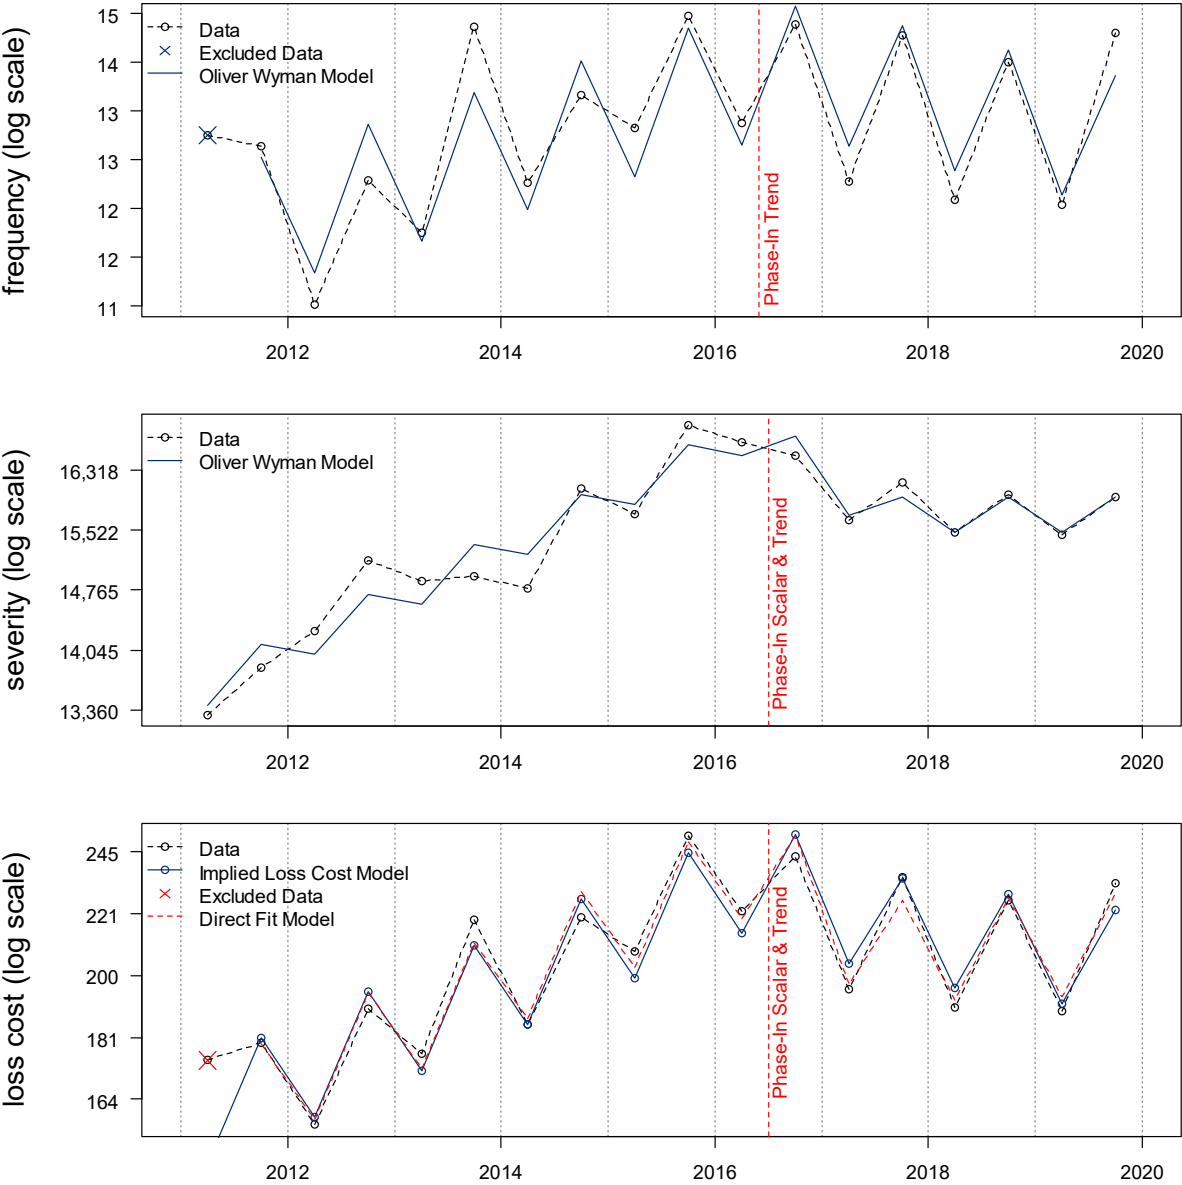 frequency (log scale)
15
14
13
13
12
12
11
Data
Excluded Data
Oliver Wyman Model
Phase-In Trend
2012
2014
2016
2018
2020
severity (log scale)
16,318
15,522
14,765
14,045
13,360
Data
Oliver Wyman Model
Phase-In Scalar & Trend
2012
2014
2016
2018
2020
loss cost (log scale)
245
221
200
181
164
Data
Implied Loss Cost Model
Excluded Data
Direct Fit Model
Phase-In Scalar & Trend
2012
2014
2016
2018
2020